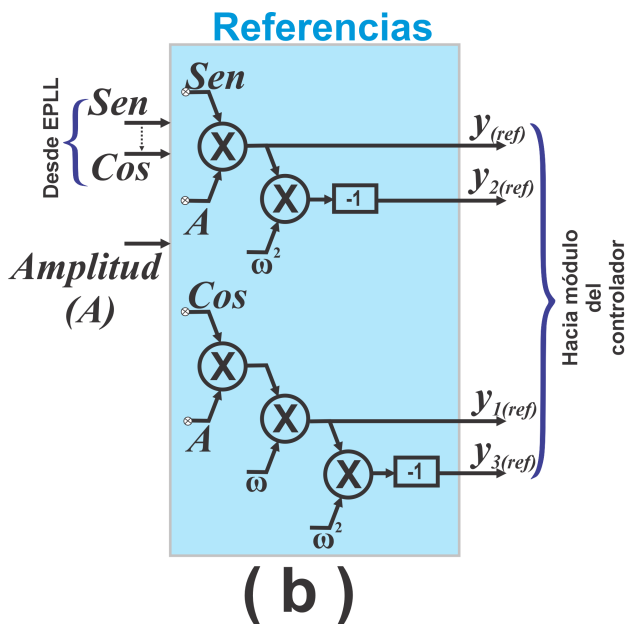 Referencias
Desde EPLL
Sen
Cos
Amplitud
(A)
Sen
X
A
X
-1
ω²
y(ref)
y2(ref)
Cos
X
A
X
ω
X
-1
ω²
y1(ref)
y3(ref)
Hacia módulo
del
controlador
( b )